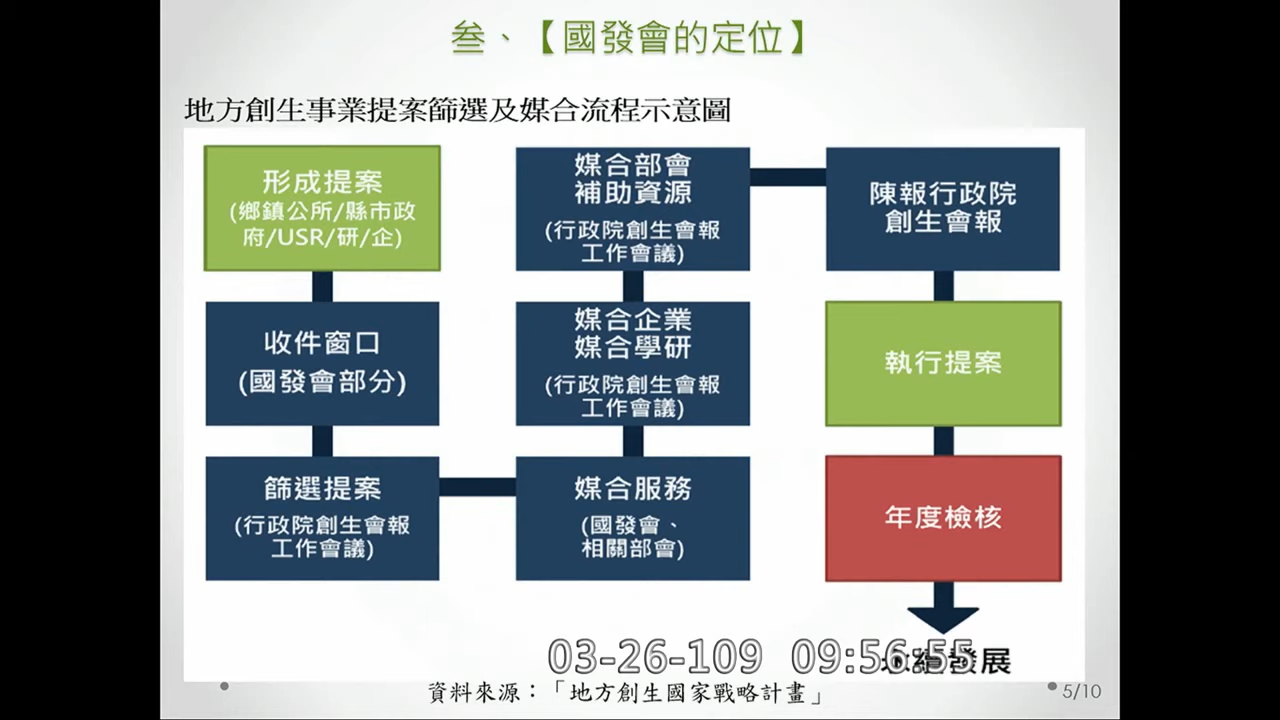 叁、【國發會的定位】
地方創生事業提案篩選及媒合流程示意圖
形成提案
(鄉鎮公所/縣市政
府/USR/研/企)
收件窗口
(國發會部分)
篩選提案
(行政院創生會報
工作會議)
媒合服務
(國發會、
相關部會)
媒合企業
媒合學研
(行政院創生會報
工作會議)
媒合部會
補助資源
(行政院創生會報
工作會議)
陳報行政院
創生會報
執行提案
年度檢核
永續發展
03-26-109 09:56:55
資料來源：「地方創生國家戰略計畫」
5/10